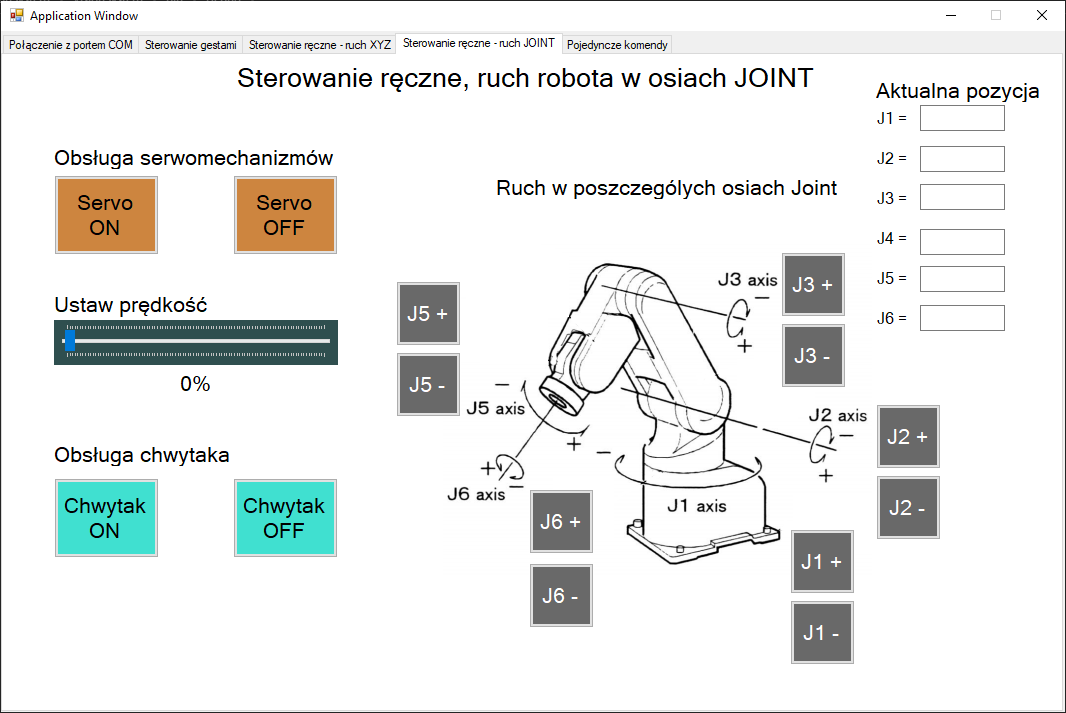 Application Window
Połączenie z portem COM
Sterowanie gestami
Sterowanie ręczne - ruch XYZ
Sterowanie ręczne - ruch JOINT
Pojedyncze komendy
Sterowanie ręczne, ruch robota w osiach JOINT
Aktualna pozycja
J1 =
J2 =
J3 =
J4 =
J5 =
J6 =
Obsługa serwomechanizmów
Servo
ON
Servo
OFF
Ustaw prędkość
0%
Obsługa chwytaka
Chwytak
ON
Chwytak
OFF
Ruch w poszczególych osiach Joint
J3 axis
−
+
J3 +
J3 -
J5 +
J5 -
−
J5 axis
+
J2 axis
−
+
J2 +
J2 -
+
J6 axis
−
J6 +
J6 -
−
+
J1 axis
J1 +
J1 -